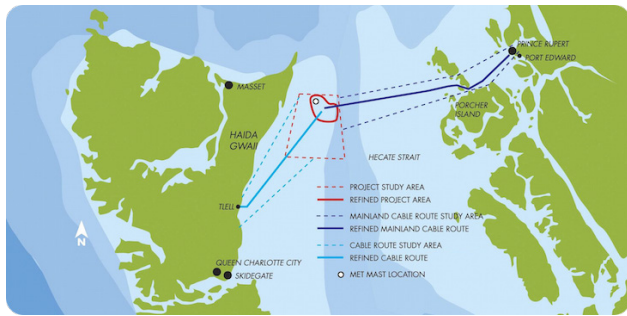 PRINCE RUPERT
PORT EDWARD
MASSET
PORCHER
ISLAND
HAIDA
GWAII
HECATE STRAIT
PROJECT STUDY AREA
REFINED PROJECT AREA
TLELL
MAINLAND CABLE ROUTE STUDY AREA
REFINED MAINLAND CABLE ROUTE
N
CABLE ROUTE STUDY AREA
REFINED CABLE ROUTE
QUEEN CHARLOTTE CITY
SKIDEGATE
MET MAST LOCATION